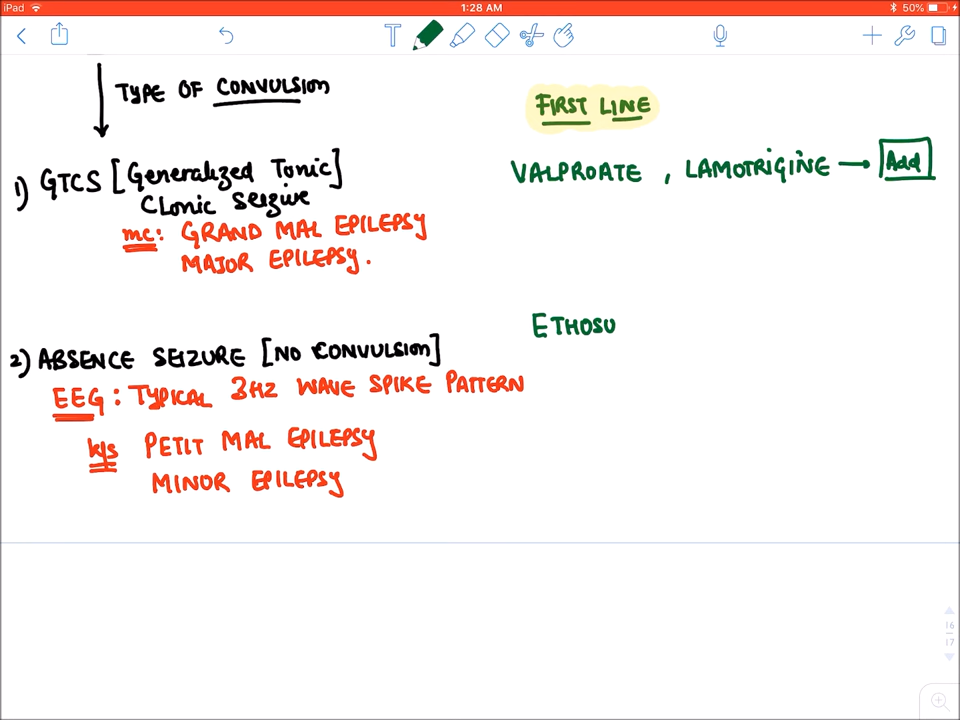 iPad 1:28 AM 50%
T
TYPE OF CONVULSION
FIRST LINE
1) GTCS [Generalized Tonic]
Clonic Seizure
VALPROATE , LAMOTRIGINE → Add
mc: GRAND MAL EPILEPSY
MAJOR EPILEPSY.
2) ABSENCE SEIZURE [NO CONVULSION]
ETHOSU
EEG : TYPICAL 3HZ WAVE SPIKE PATTERN
k/s PETIT MAL EPILEPSY
MINOR EPILEPSY
16
17